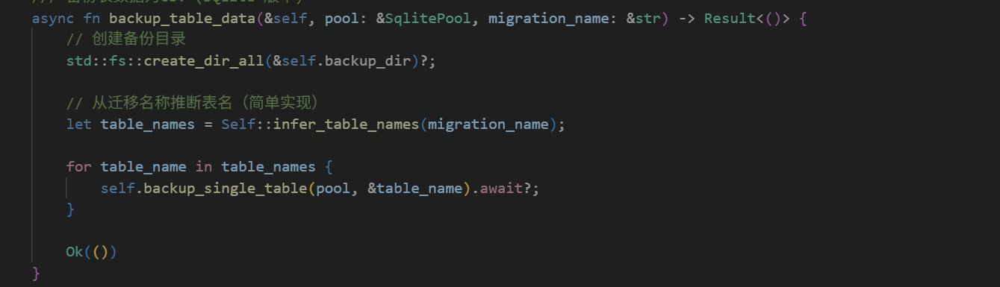 async fn backup_table_data(&self, pool: &SqlitePool, migration_name: &str) -> Result<()> {
// 创建备份目录
std::fs::create_dir_all(&self.backup_dir)?;
// 从迁移名称推断表名（简单实现）
let table_names = Self::infer_table_names(migration_name);
for table_name in table_names {
self.backup_single_table(pool, &table_name).await?;
}
Ok(())
}